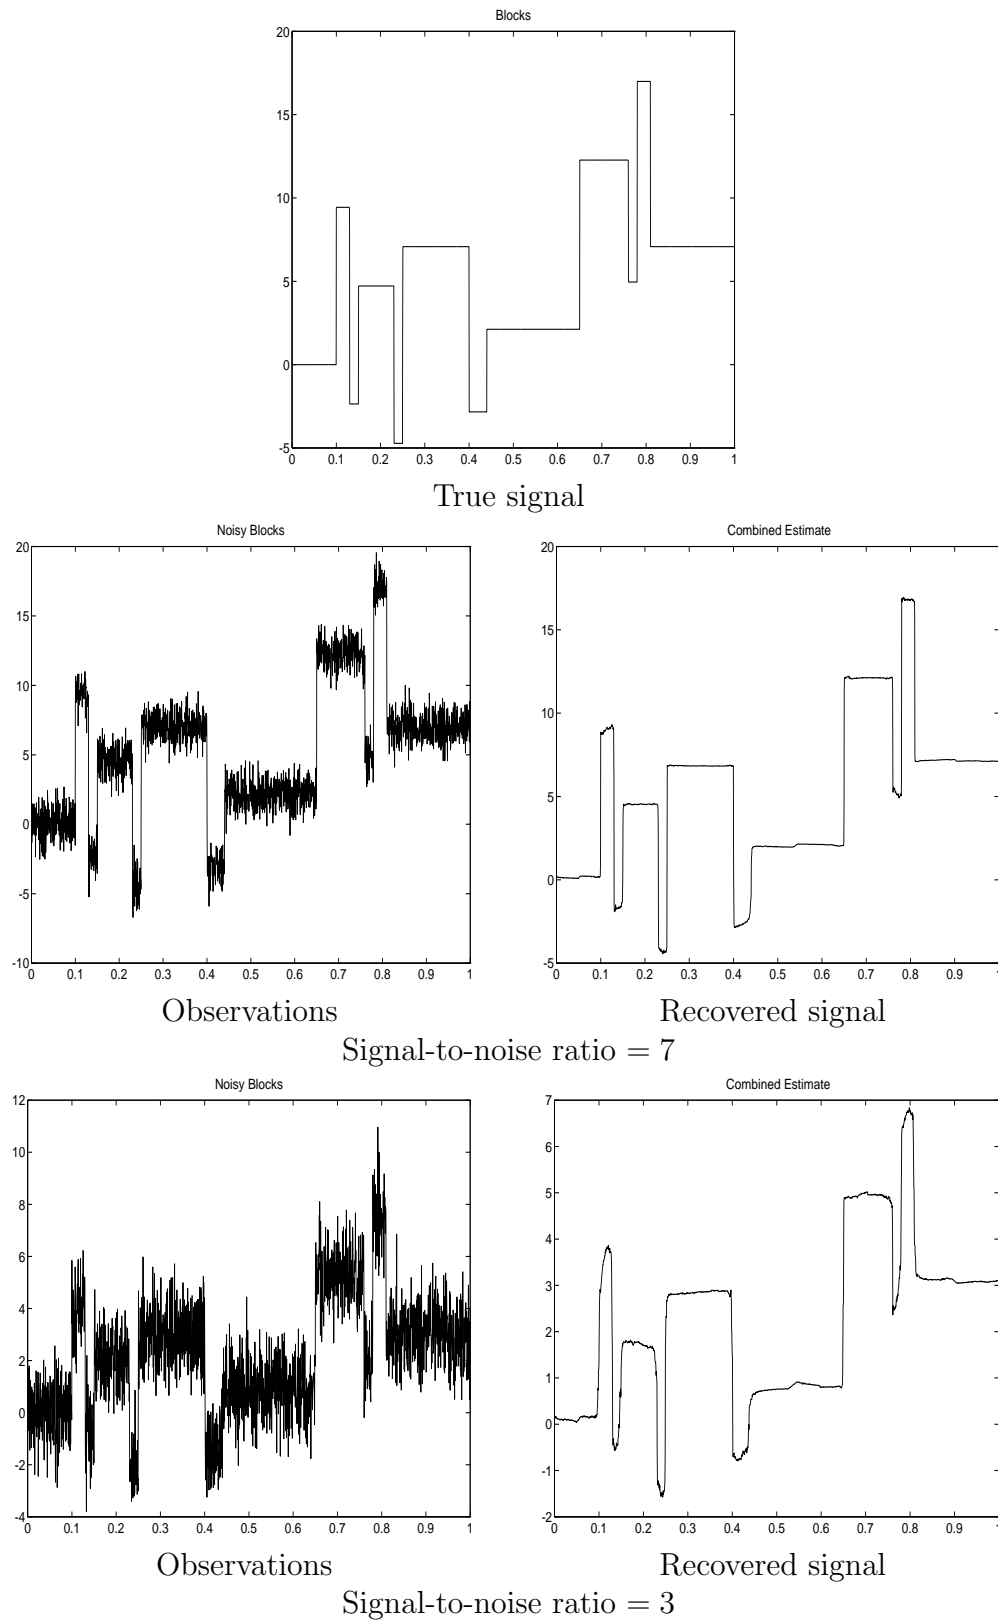 Blocks
20
15
10
5
0
-5
0 0.1 0.2 0.3 0.4 0.5 0.6 0.7 0.8 0.9 1
True signal
Noisy Blocks
20
15
10
5
0
-5
-10
0 0.1 0.2 0.3 0.4 0.5 0.6 0.7 0.8 0.9 1
Observations
Combined Estimate
20
15
10
5
0
-5
0 0.1 0.2 0.3 0.4 0.5 0.6 0.7 0.8 0.9 1
Recovered signal
Signal-to-noise ratio = 7
Noisy Blocks
12
10
8
6
4
2
0
-2
-4
0 0.1 0.2 0.3 0.4 0.5 0.6 0.7 0.8 0.9 1
Observations
Combined Estimate
7
6
5
4
3
2
1
0
-1
-2
0 0.1 0.2 0.3 0.4 0.5 0.6 0.7 0.8 0.9 1
Recovered signal
Signal-to-noise ratio = 3